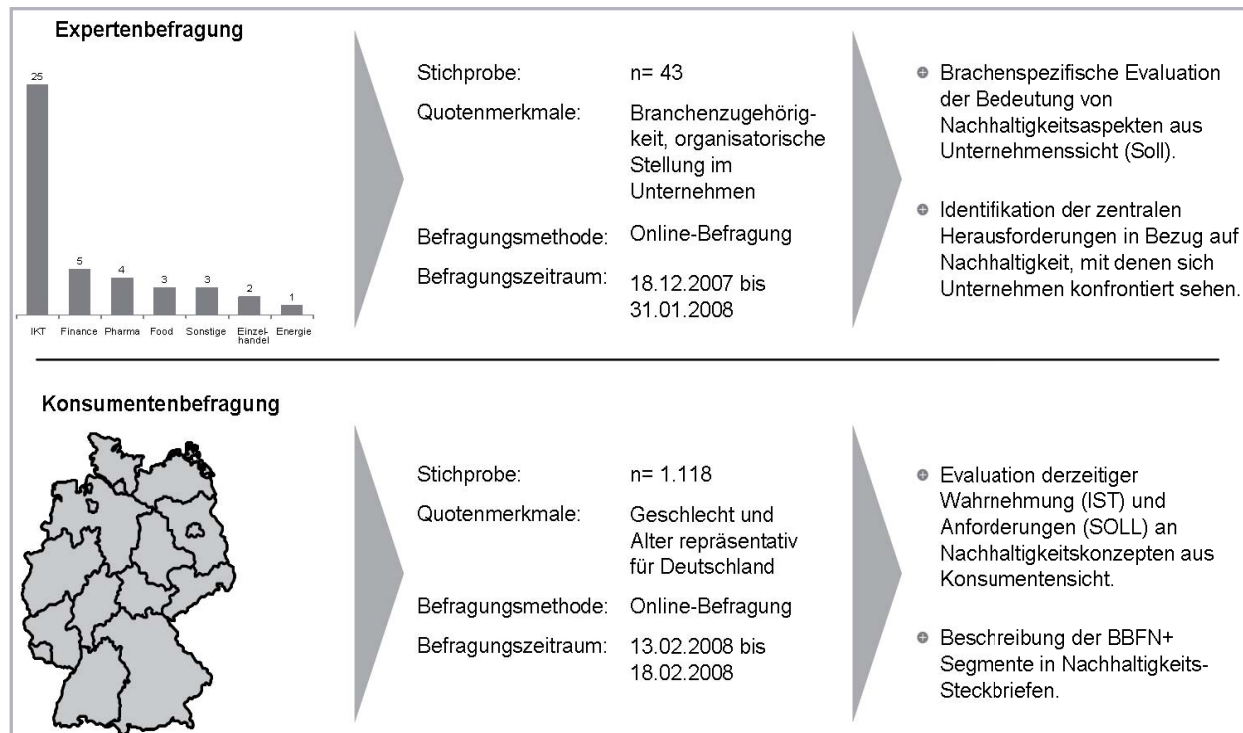 Expertenbefragung
25
5
4
3
3
2
1
IKT
Finance
Pharma
Food
Sonstige
Einzel-
handel
Energie
Stichprobe:
n= 43
Quotenmerkmale:
Branchenzugehörig-
keit, organisatorische
Stellung im
Unternehmen
Befragungsmethode:
Online-Befragung
Befragungszeitraum:
18.12.2007 bis
31.01.2008
Brachenspezifische Evaluation
der Bedeutung von
Nachhaltigkeitsaspekten aus
Unternehmenssicht (Soll).
Identifikation der zentralen
Herausforderungen in Bezug auf
Nachhaltigkeit, mit denen sich
Unternehmen konfrontiert sehen.
Konsumentenbefragung
Stichprobe:
n= 1.118
Quotenmerkmale:
Geschlecht und
Alter repräsentativ
für Deutschland
Befragungsmethode:
Online-Befragung
Befragungszeitraum:
13.02.2008 bis
18.02.2008
Evaluation derzeitiger
Wahrnehmung (IST) und
Anforderungen (SOLL) an
Nachhaltigkeitskonzepten aus
Konsumentensicht.
Beschreibung der BBFN+
Segmente in Nachhaltigkeits-
Steckbriefen.